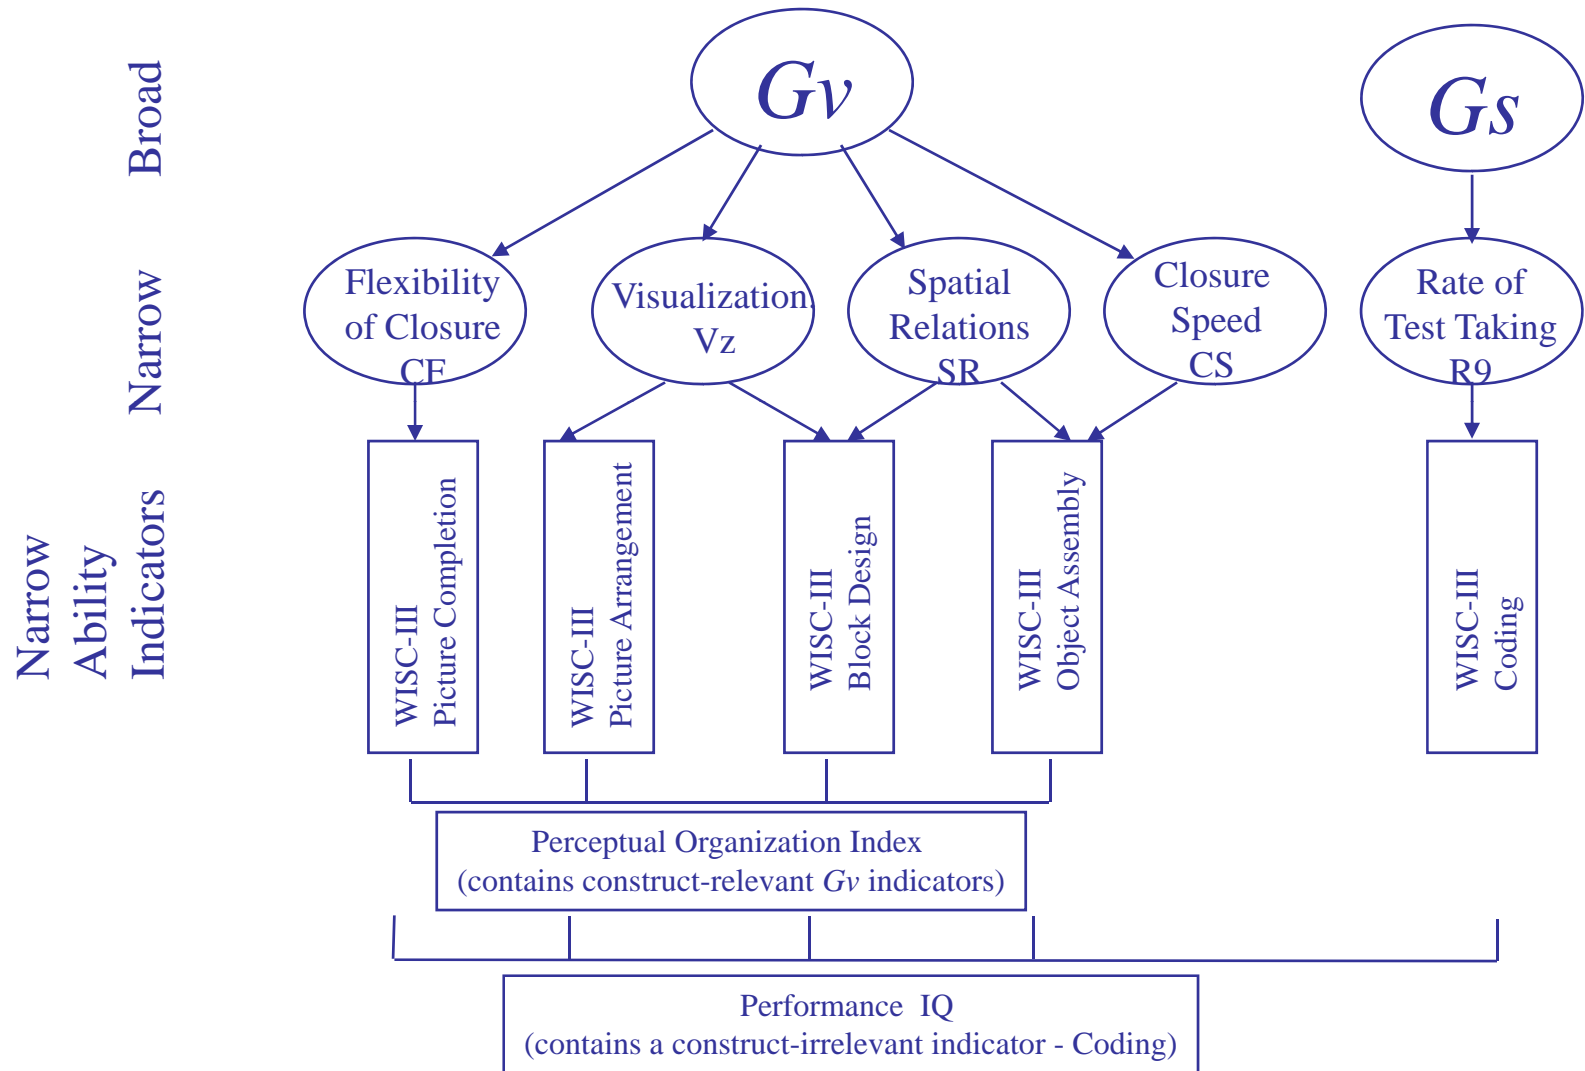 Broad
Gv
Gs
Narrow
Flexibility
of Closure
CF
Visualization
Vz
Spatial
Relations
SR
Closure
Speed
CS
Rate of
Test Taking
R9
Narrow
Ability
Indicators
WISC-III
Picture Completion
WISC-III
Picture Arrangement
WISC-III
Block Design
WISC-III
Object Assembly
WISC-III
Coding
Perceptual Organization Index
(contains construct-relevant Gv indicators)
Performance IQ
(contains a construct-irrelevant indicator - Coding)